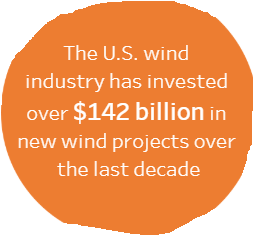 The U.S. wind
industry has invested
over $142 billion in
new wind projects over
the last decade